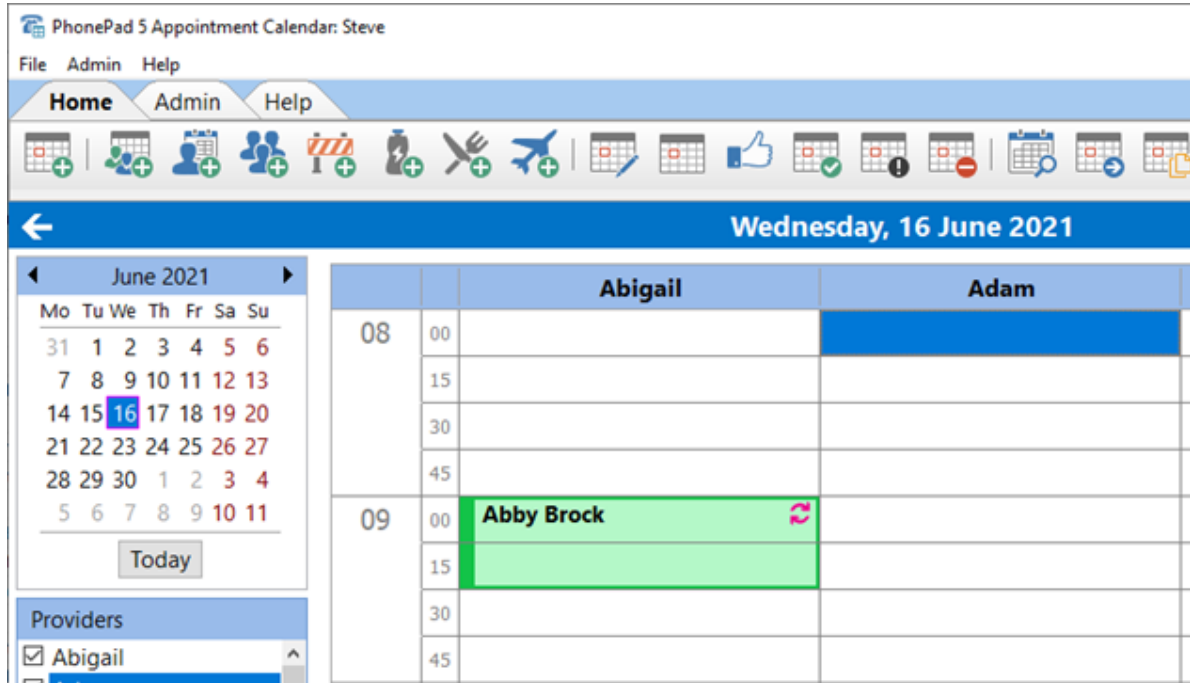 PhonePad 5 Appointment Calendar: Steve
File Admin Help
Home Admin Help
Wednesday, 16 June 2021
June 2021
Mo Tu We Th Fr Sa Su
31 1 2 3 4 5 6
7 8 9 10 11 12 13
14 15 16 17 18 19 20
21 22 23 24 25 26 27
28 29 30 1 2 3 4
5 6 7 8 9 10 11
Today
Providers
Abigail
Abigail Adam
08 00
15
30
45
09 00 Abby Brock
15
30
45